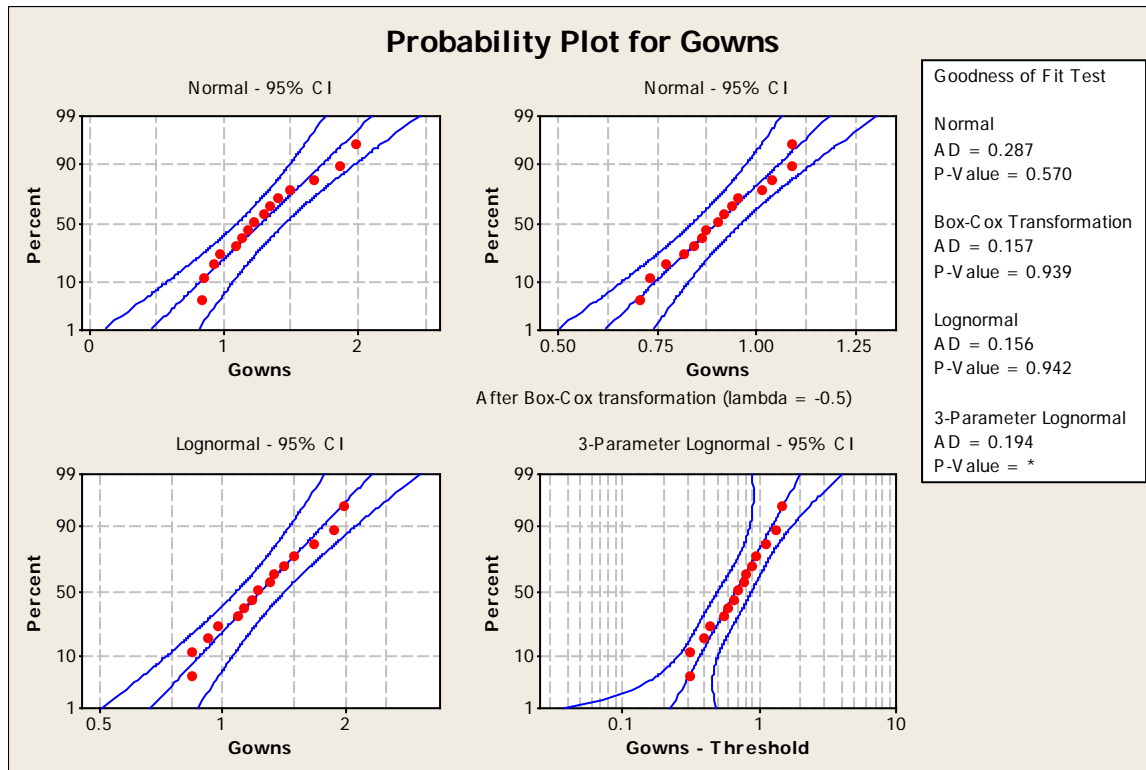 Probability Plot for Gowns
Normal - 95% CI
99
90
50
10
1
Percent
0 1 2
Gowns
Normal - 95% CI
99
90
50
10
1
Percent
0.50 0.75 1.00 1.25
Gowns
After Box-Cox transformation (lambda = -0.5)
Lognormal - 95% CI
99
90
50
10
1
Percent
0.5 1 2
Gowns
3-Parameter Lognormal - 95% CI
99
90
50
10
1
Percent
0.1 1 10
Gowns - Threshold
Goodness of Fit Test
Normal
AD = 0.287
P-Value = 0.570
Box-Cox Transformation
AD = 0.157
P-Value = 0.939
Lognormal
AD = 0.156
P-Value = 0.942
3-Parameter Lognormal
AD = 0.194
P-Value = *